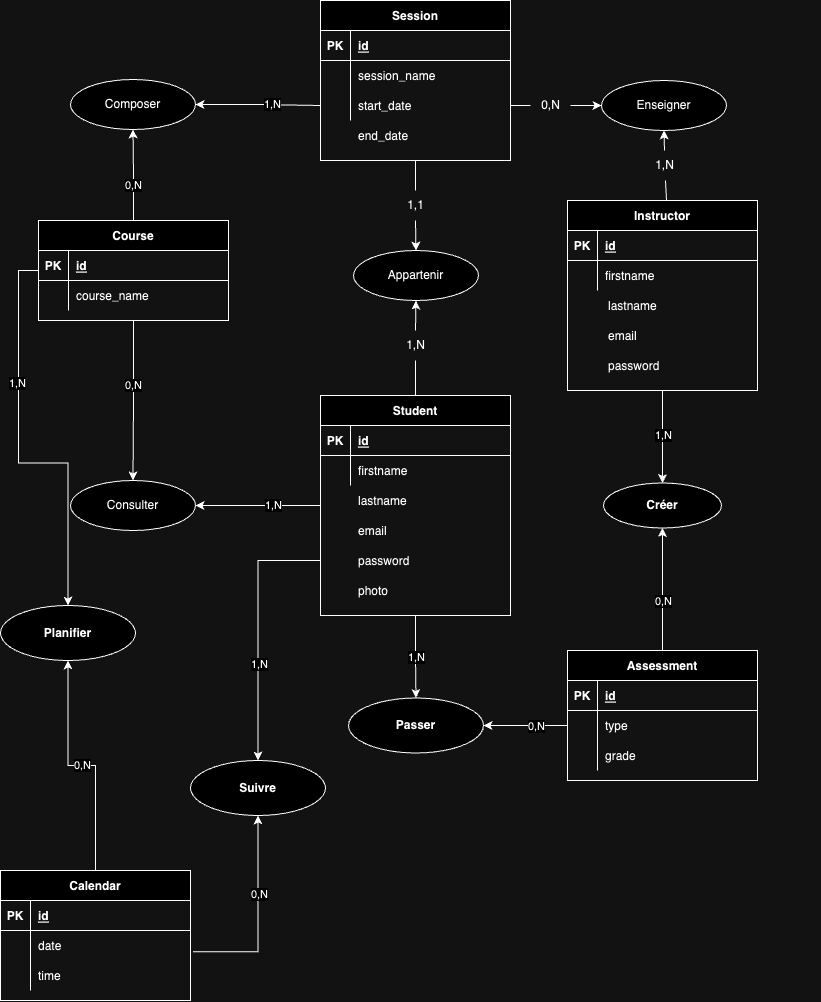 Session
PK id
session_name
start_date
end_date
Composer
1,N
0,N
Enseigner
0,N
1,N
1,1
Course
PK id
course_name
Instructor
PK id
firstname
lastname
email
password
Appartenir
1,N
1,N
0,N
Student
PK id
firstname
lastname
email
password
photo
1,N
Consulter
1,N
Créer
0,N
Planifier
1,N
1,N
Assessment
PK id
type
grade
Passer
0,N
0,N
Suivre
0,N
Calendar
PK id
date
time